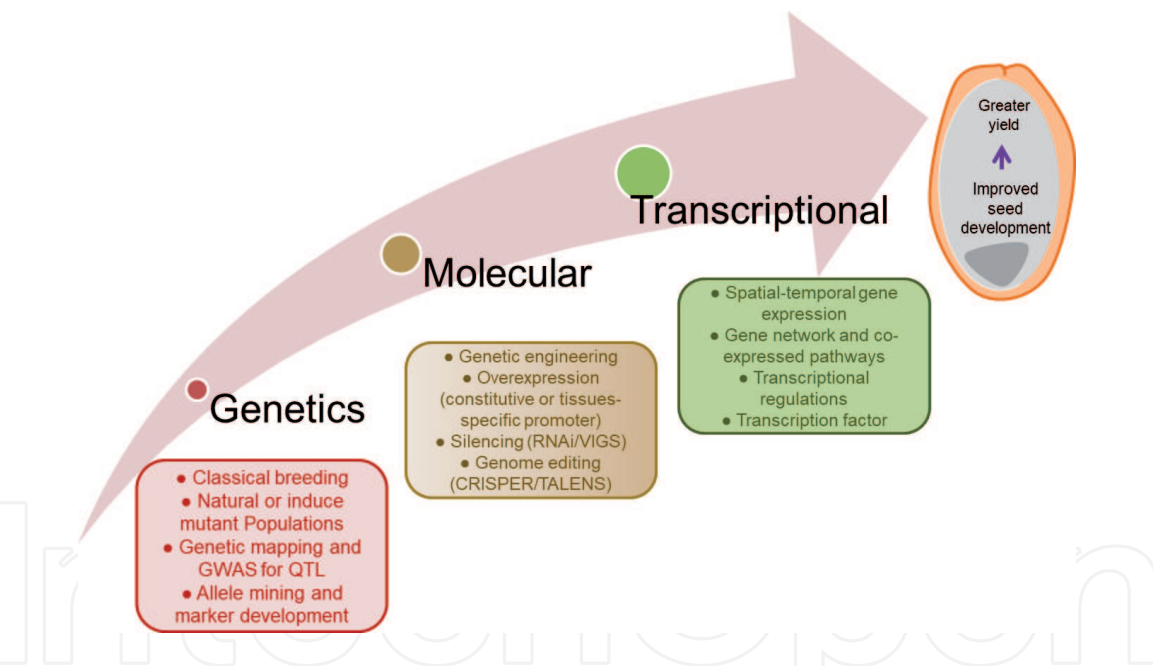 Greater
yield
Improved
seed
development
Transcriptional
● Spatial-temporal gene
expression
● Gene network and co-
expressed pathways
● Transcriptional
regulations
● Transcription factor
Molecular
● Genetic engineering
● Overexpression
(constitutive or tissues-
specific promoter)
● Silencing (RNAi/VIGS)
● Genome editing
(CRISPER/TALENS)
Genetics
● Classical breeding
● Natural or induce
mutant Populations
● Genetic mapping and
GWAS for QTL
● Allele mining and
marker development
IntechOpen